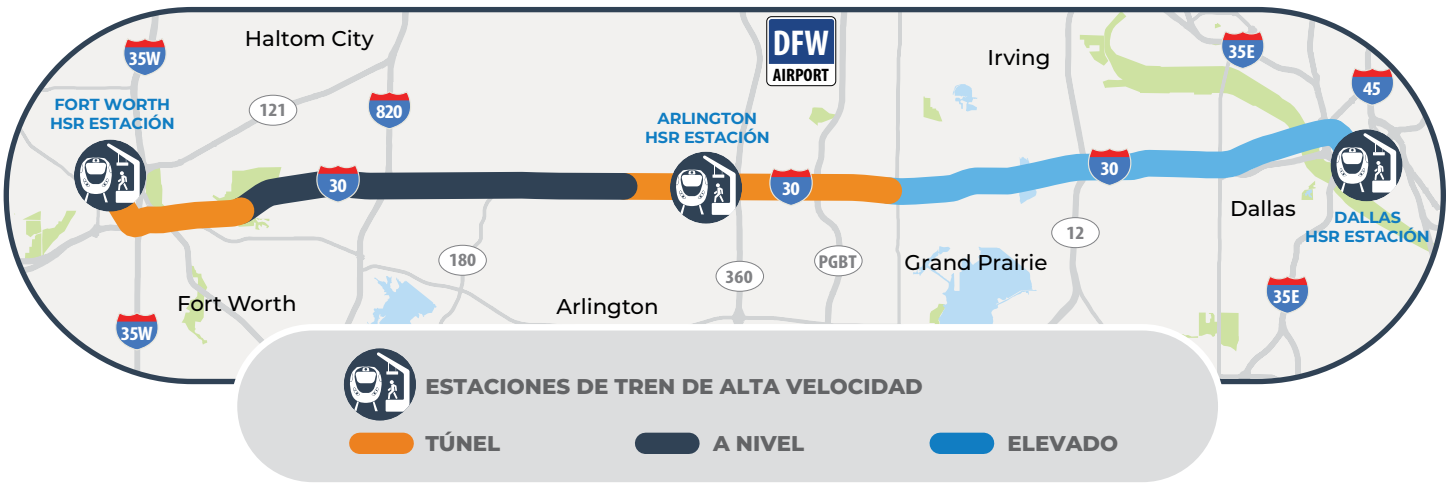 Haltom City
DFW
AIRPORT
Irving
35W
35E
45
FORT WORTH
HSR ESTACIÓN
121
820
ARLINGTON
HSR ESTACIÓN
30
30
30
Dallas
DALLAS
HSR ESTACIÓN
12
180
360
PGBT
Grand Prairie
Fort Worth
Arlington
35E
35W
ESTACIONES DE TREN DE ALTA VELOCIDAD
TÚNEL
A NIVEL
ELEVADO